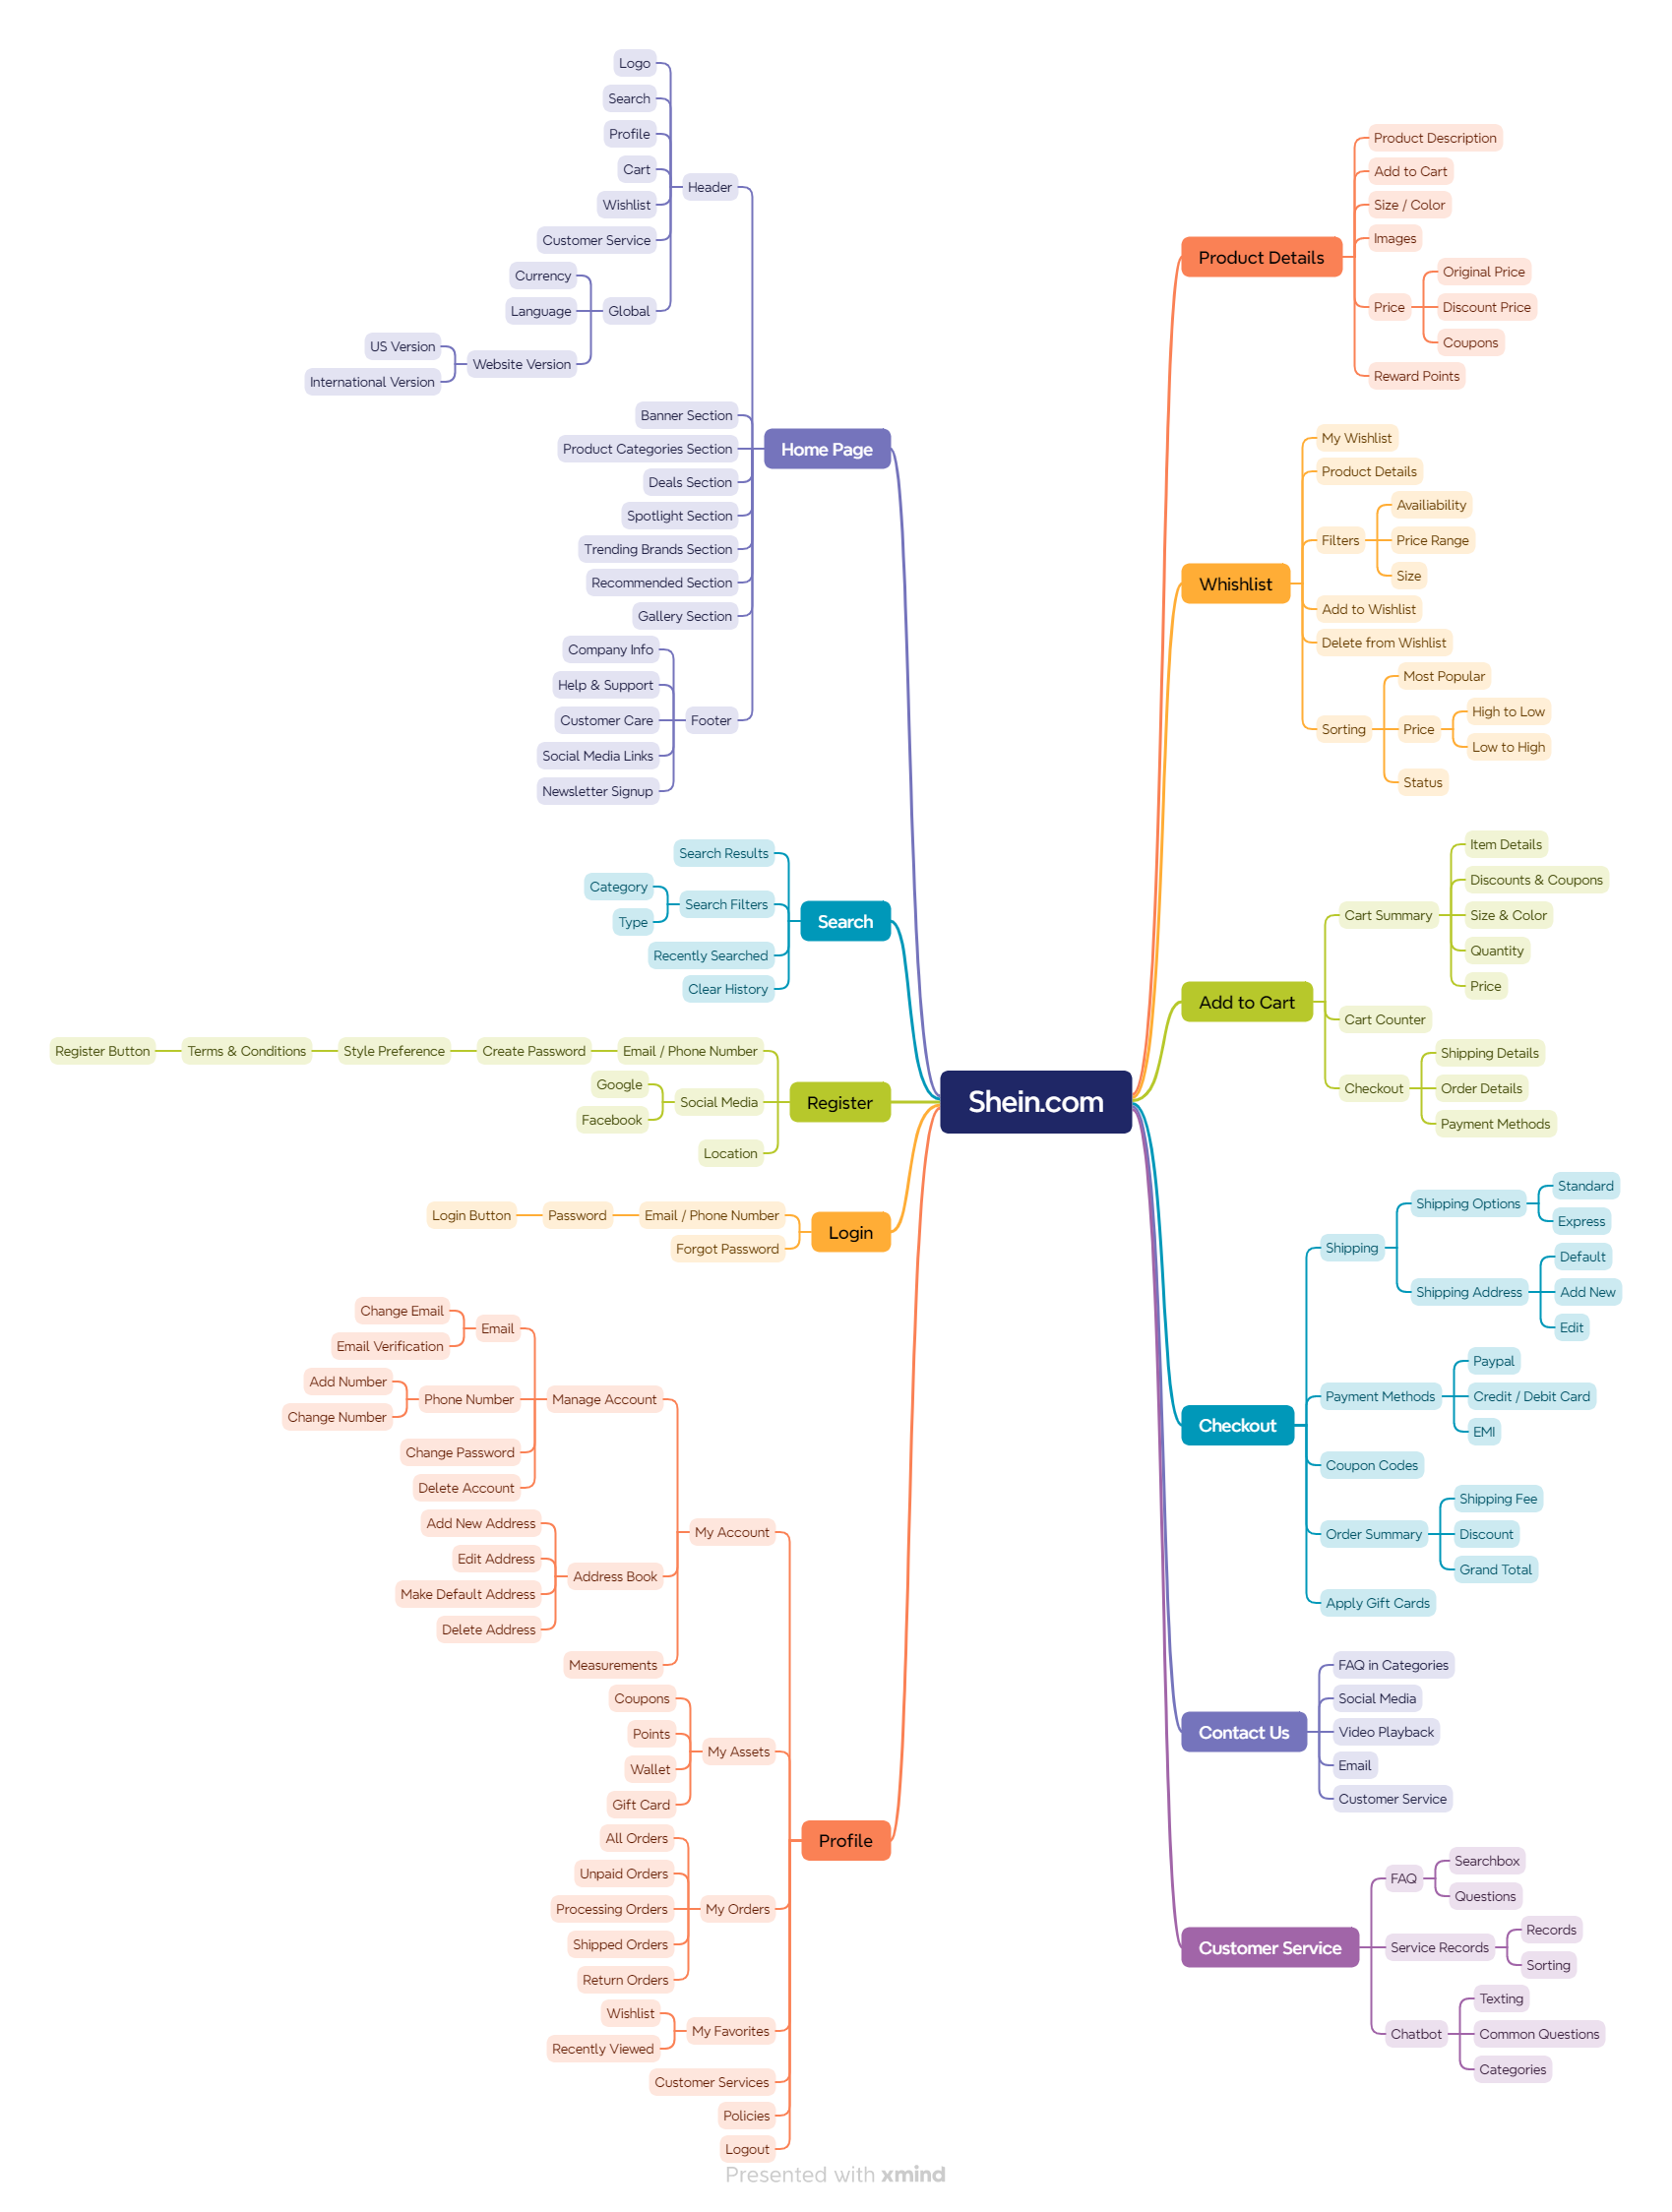 Shein.com
Home Page
Header
Logo
Search
Profile
Cart
Wishlist
Customer Service
Global
Currency
Language
Website Version
US Version
International Version
Banner Section
Product Categories Section
Deals Section
Spotlight Section
Trending Brands Section
Recommended Section
Gallery Section
Footer
Company Info
Help & Support
Customer Care
Social Media Links
Newsletter Signup
Search
Search Results
Search Filters
Category
Type
Recently Searched
Clear History
Register
Email / Phone Number
Create Password
Style Preference
Terms & Conditions
Register Button
Social Media
Google
Facebook
Location
Login
Email / Phone Number
Password
Login Button
Forgot Password
Profile
My Account
Manage Account
Email
Change Email
Email Verification
Phone Number
Add Number
Change Number
Change Password
Delete Account
Address Book
Add New Address
Edit Address
Make Default Address
Delete Address
Measurements
My Assets
Coupons
Points
Wallet
Gift Card
My Orders
All Orders
Unpaid Orders
Processing Orders
Shipped Orders
Return Orders
My Favorites
Wishlist
Recently Viewed
Customer Services
Policies
Logout
Product Details
Product Description
Add to Cart
Size / Color
Images
Price
Original Price
Discount Price
Coupons
Reward Points
Whishlist
My Wishlist
Product Details
Filters
Availiability
Price Range
Size
Add to Wishlist
Delete from Wishlist
Sorting
Most Popular
Price
High to Low
Low to High
Status
Add to Cart
Cart Summary
Item Details
Discounts & Coupons
Size & Color
Quantity
Price
Cart Counter
Checkout
Shipping Details
Order Details
Payment Methods
Checkout
Shipping
Shipping Options
Standard
Express
Shipping Address
Default
Add New
Edit
Payment Methods
Paypal
Credit / Debit Card
EMI
Coupon Codes
Order Summary
Shipping Fee
Discount
Grand Total
Apply Gift Cards
Contact Us
FAQ in Categories
Social Media
Video Playback
Email
Customer Service
Customer Service
FAQ
Searchbox
Questions
Service Records
Records
Sorting
Chatbot
Texting
Common Questions
Categories
Presented with xmind